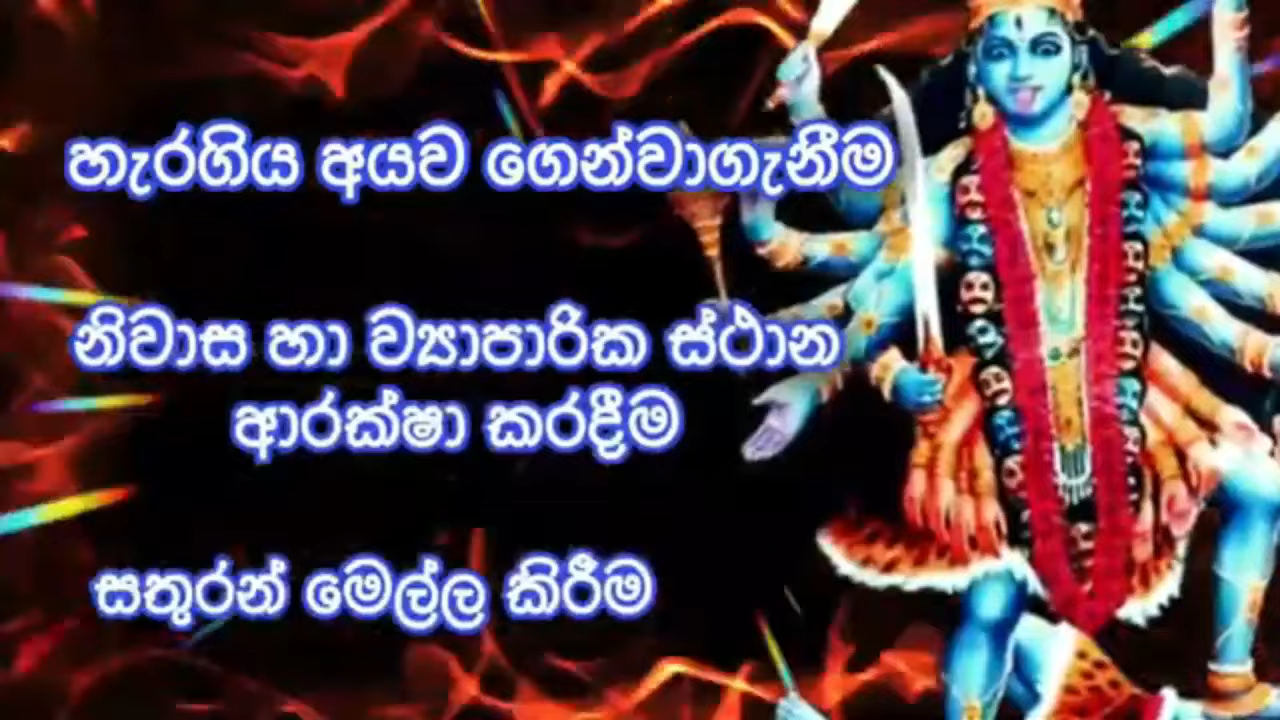 හැරගිය අයව ගෙන්වාගැනීම
නිවාස හා ව්‍යාපාරික ස්ථාන
ආරක්ෂා කරදීම
සතුරන් මෙල්ල කිරීම